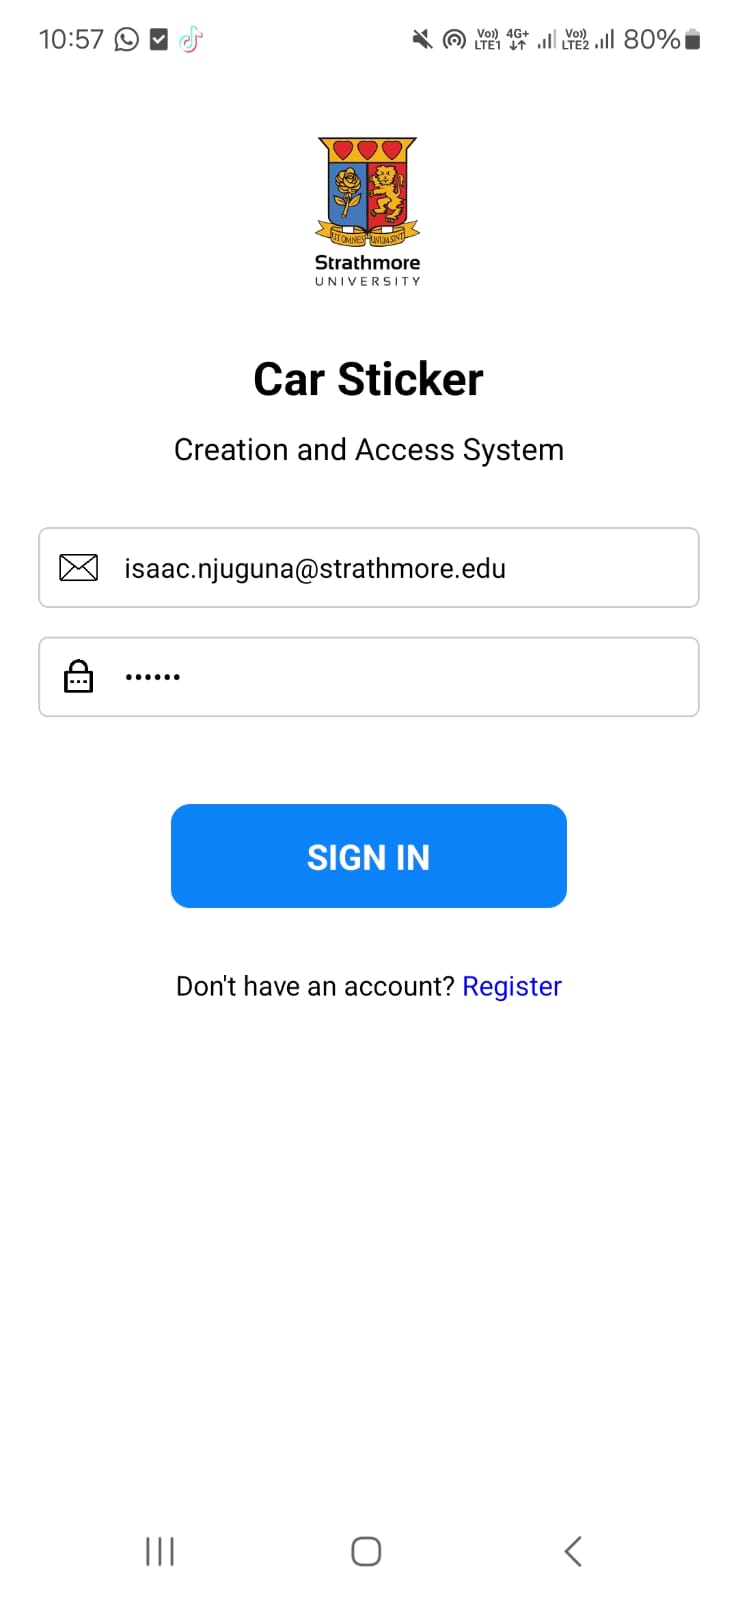 10:57 Vo)) LTE1 4G+ Vo)) LTE2 80%
UT OMNES UNUM SINT
Strathmore
UNIVERSITY
Car Sticker
Creation and Access System
isaac.njuguna@strathmore.edu
••••••
SIGN IN
Don't have an account? Register